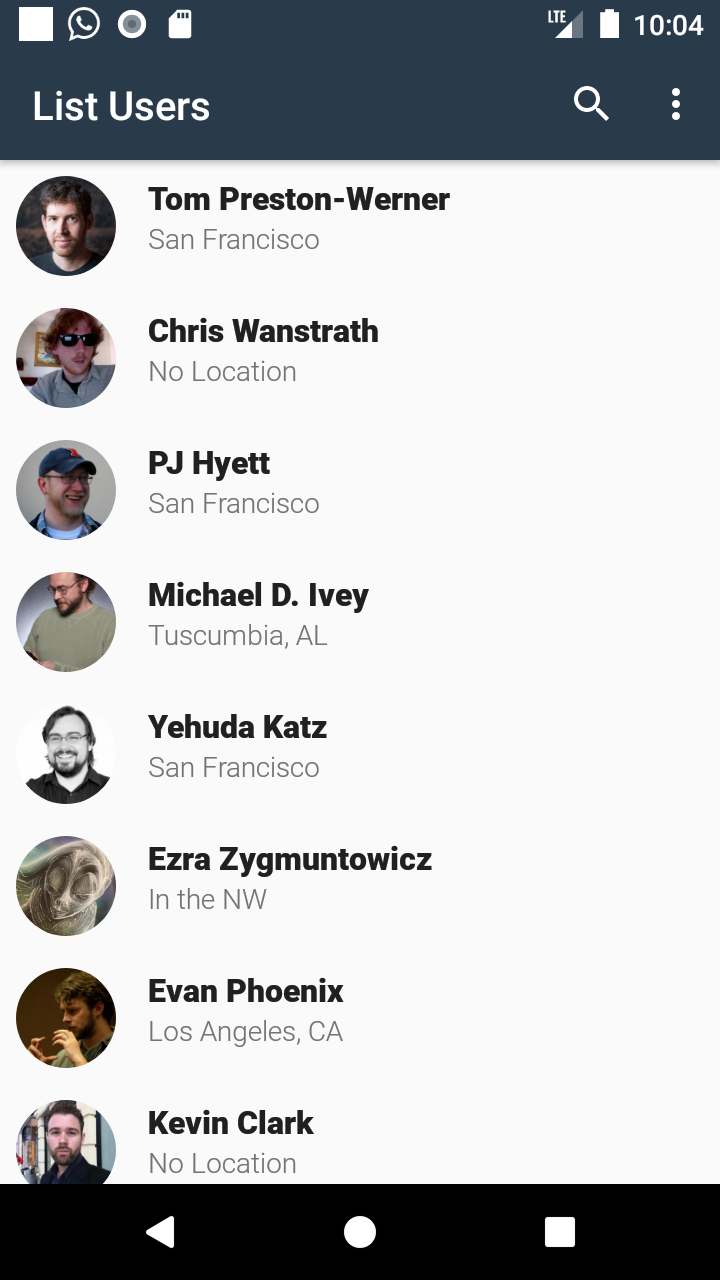 LTE 10:04
List Users
Tom Preston-Werner
San Francisco
Chris Wanstrath
No Location
PJ Hyett
San Francisco
Michael D. Ivey
Tuscumbia, AL
Yehuda Katz
San Francisco
Ezra Zygmuntowicz
In the NW
Evan Phoenix
Los Angeles, CA
Kevin Clark
No Location